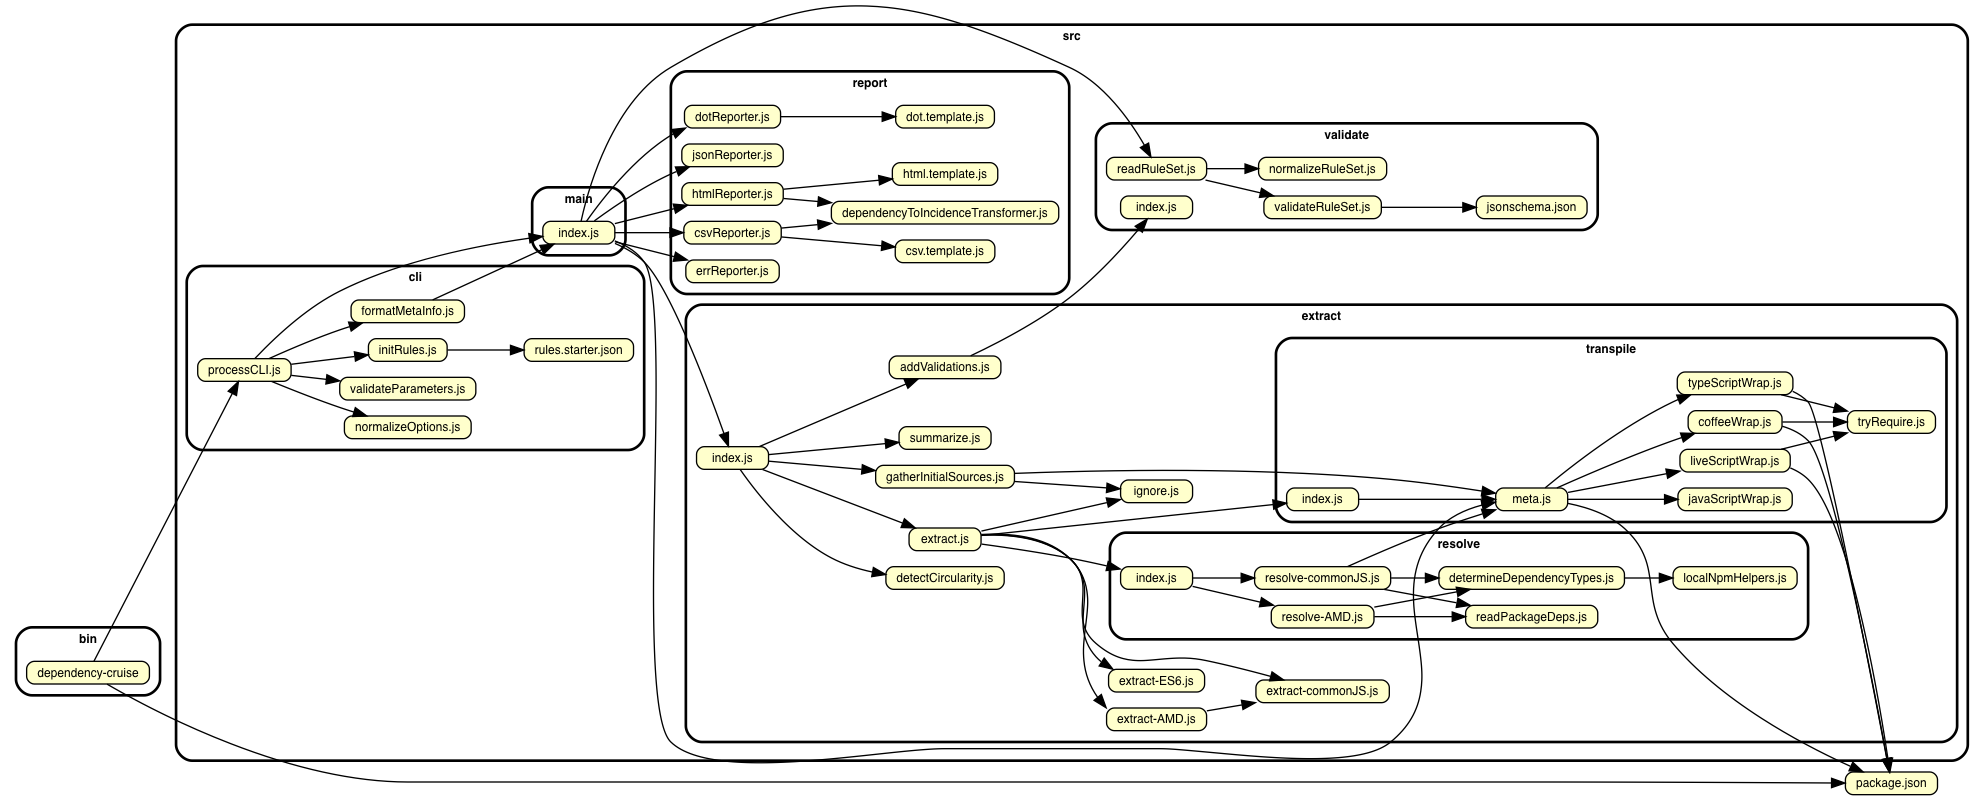 src
report
dotReporter.js
dot.template.js
jsonReporter.js
html.template.js
htmlReporter.js
dependencyToIncidenceTransformer.js
csvReporter.js
csv.template.js
errReporter.js
validate
readRuleSet.js
normalizeRuleSet.js
index.js
validateRuleSet.js
jsonschema.json
main
index.js
cli
formatMetaInfo.js
initRules.js
rules.starter.json
processCLI.js
validateParameters.js
normalizeOptions.js
extract
addValidations.js
summarize.js
index.js
gatherInitialSources.js
ignore.js
extract.js
detectCircularity.js
transpile
typeScriptWrap.js
coffeeWrap.js
tryRequire.js
liveScriptWrap.js
index.js
meta.js
javaScriptWrap.js
resolve
index.js
resolve-commonJS.js
determineDependencyTypes.js
localNpmHelpers.js
resolve-AMD.js
readPackageDeps.js
extract-ES6.js
extract-commonJS.js
extract-AMD.js
bin
dependency-cruise
package.json